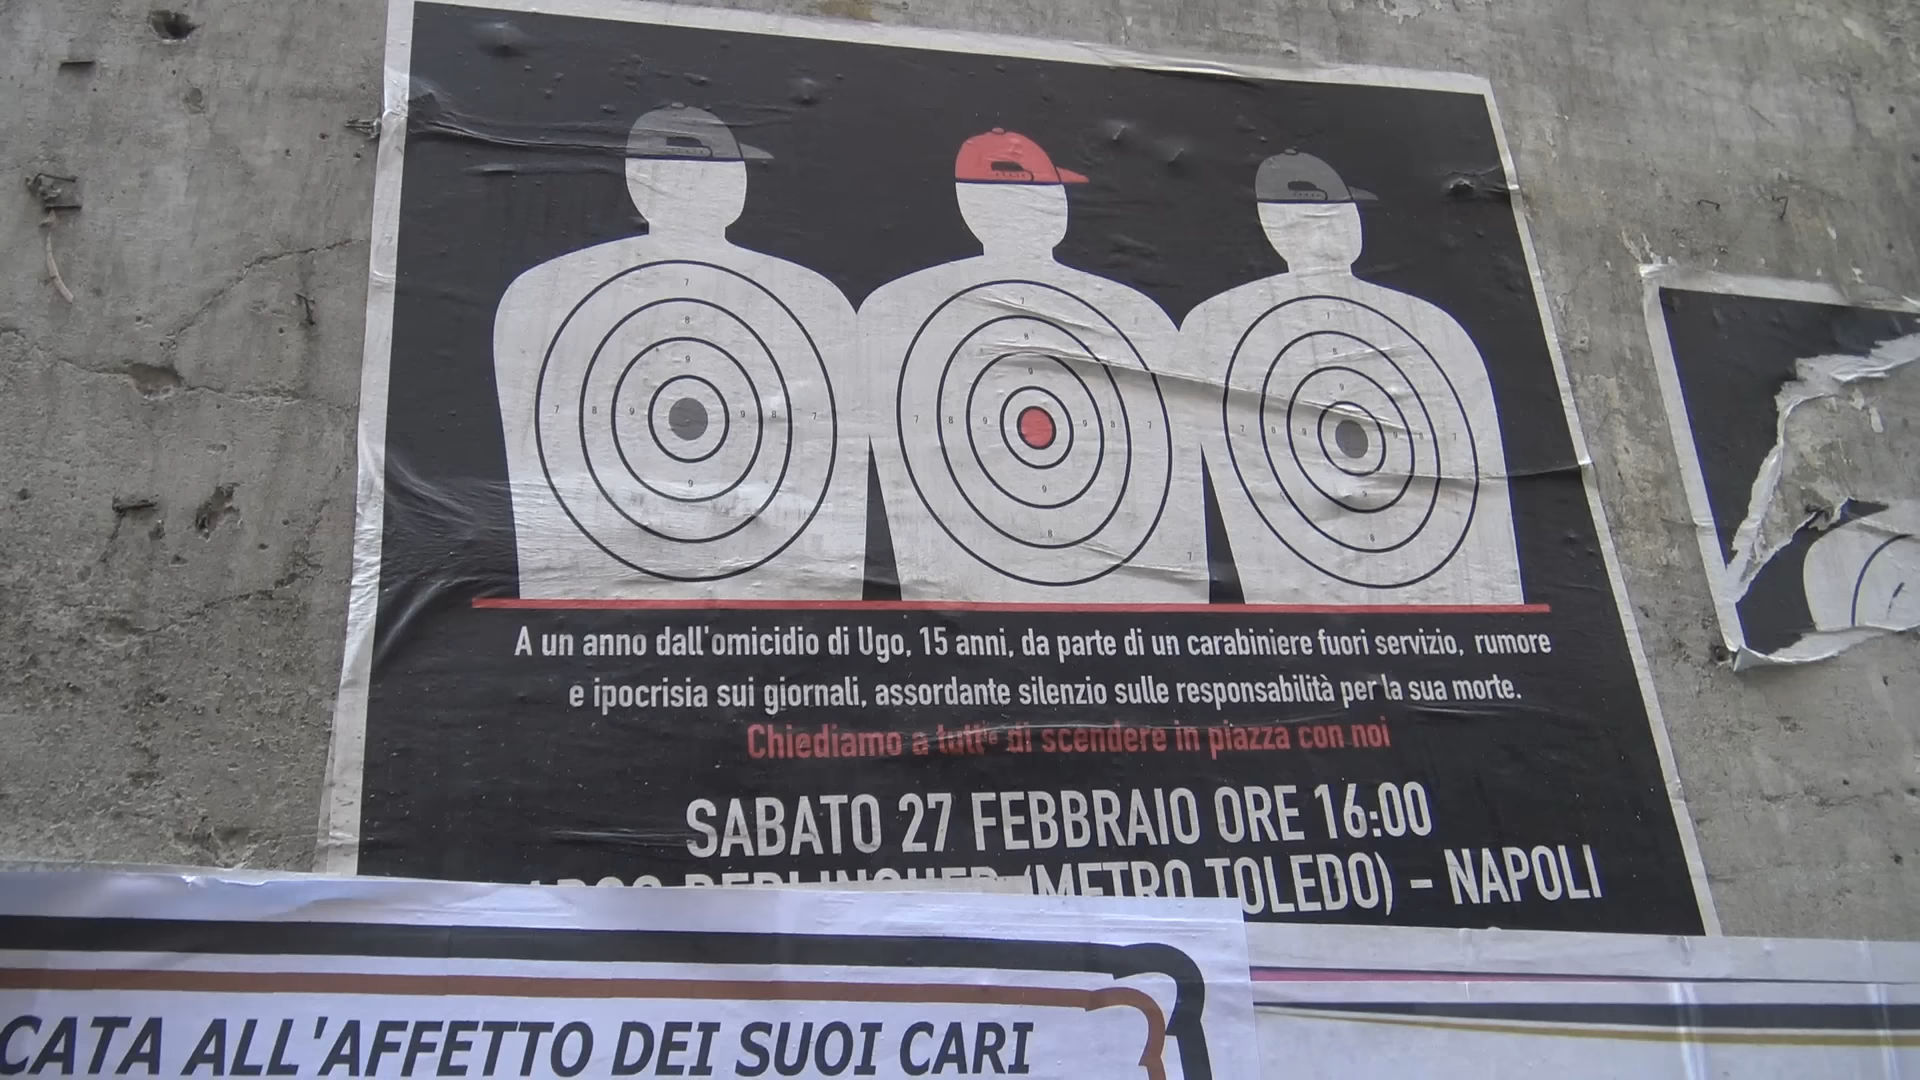 A un anno dall'omicidio di Ugo, 15 anni, da parte di un carabiniere fuori servizio, rumore
e ipocrisia sui giornali, assordante silenzio sulle responsabilità per la sua morte.
Chiediamo a tuttie di scendere in piazza con noi
SABATO 27 FEBBRAIO ORE 16:00
BERLINGUER (METRO TOLEDO) – NAPOLI
CATA ALL'AFFETTO DEI SUOI CARI